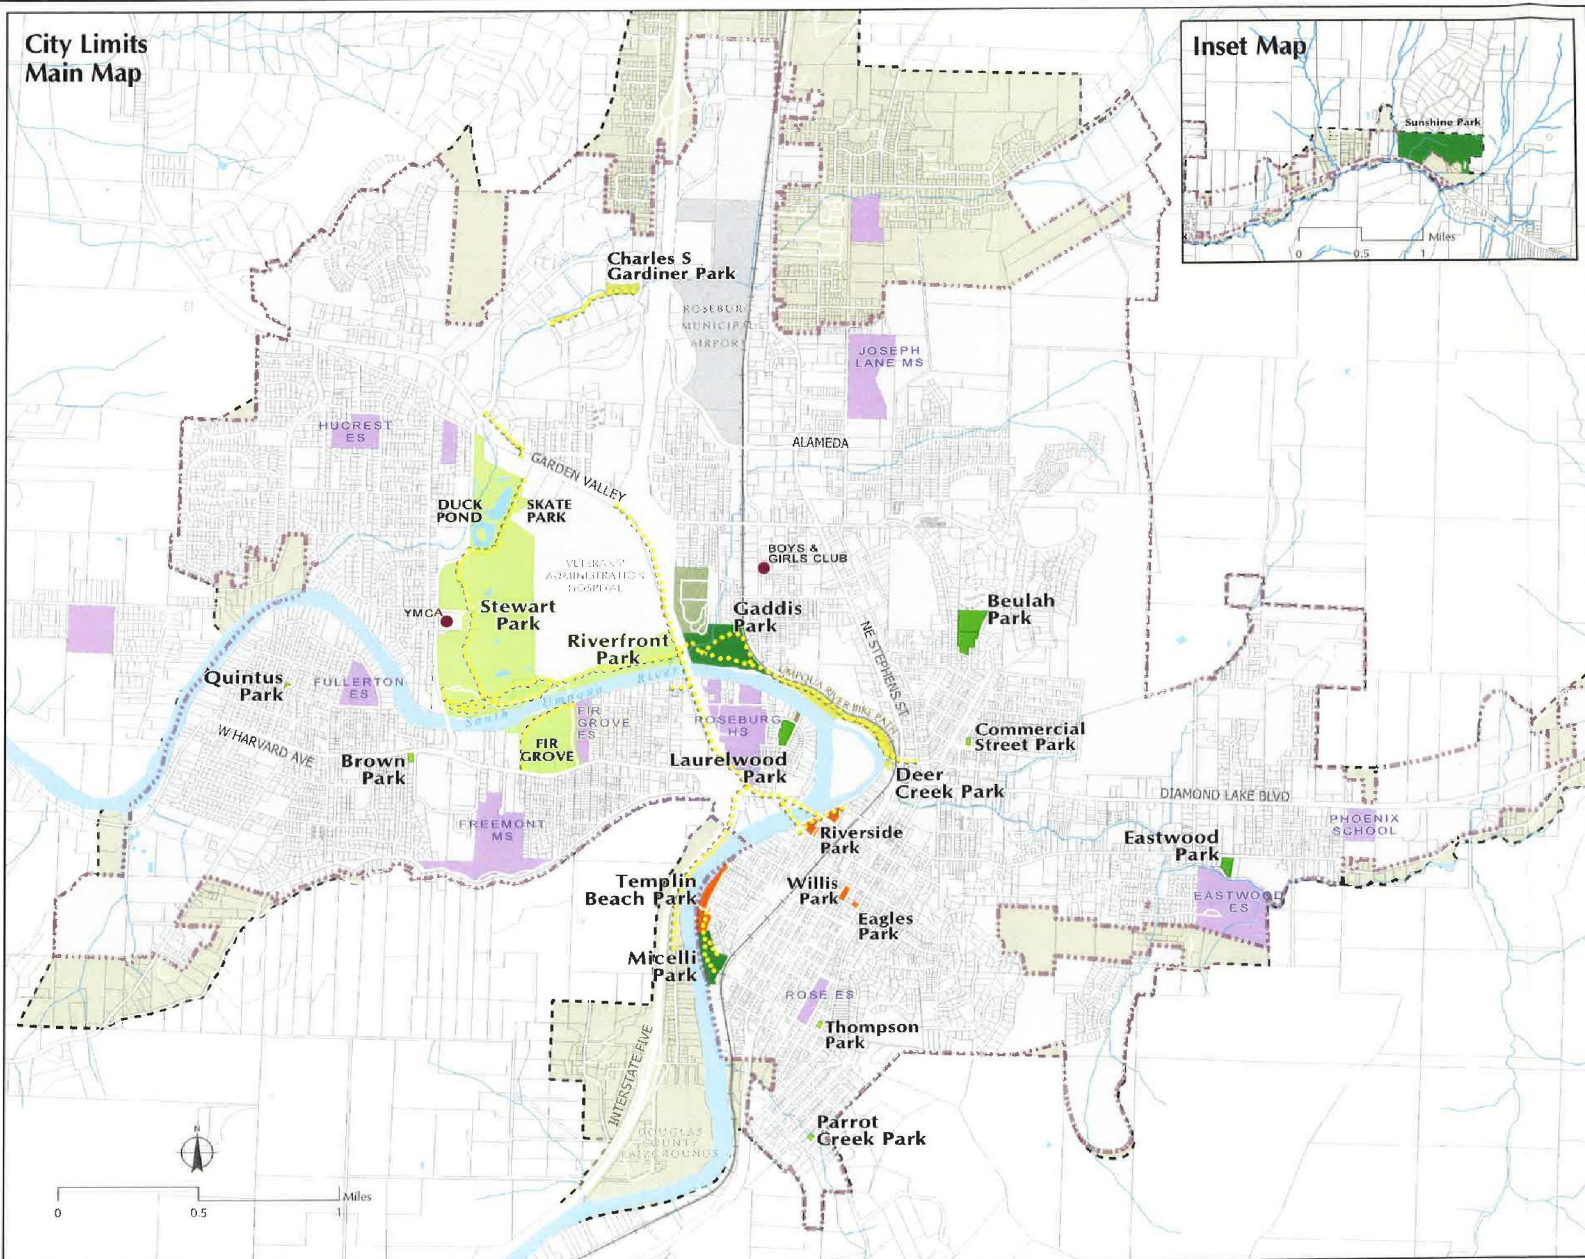 City Limits
Main Map
Inset Map
Sunshine Park
Miles
0
0.5
1
Charles S
Gardiner Park
MUNICIPAL
AIRPORT
JOSEPH
LANE MS
HUCREST
ES
ALAMEDA
GARDEN VALLEY
DUCK
POND
SKATE
PARK
BOYS &
GIRLS CLUB
ADMINISTRATION
HOSPITAL
YMCA
Stewart
Park
Gaddis
Park
Beulah
Park
Riverfront
Park
NE STEPHENS ST
Quintus
Park
FULLERTON
ES
South Umpqua River
UMPQUA RIVER BIKE PATH
FIR
GROVE
ES
ROSEBURG
HS
W HARVARD AVE
FIR
GROVE
Brown
Park
Laurelwood
Park
Commercial
Street Park
Deer
Creek Park
DIAMOND LAKE BLVD
FREEMONT
MS
Riverside
Park
PHOENIX
SCHOOL
Eastwood
Park
Templin
Beach Park
Willis
Park
EASTWOOD
ES
Eagles
Park
Micelli
Park
ROSE ES
Thompson
Park
INTERSTATE FIVE
DOUGLAS
COUNTY
FAIRGROUNDS
Parrot
Creek Park
N
Miles
0
0.5
1